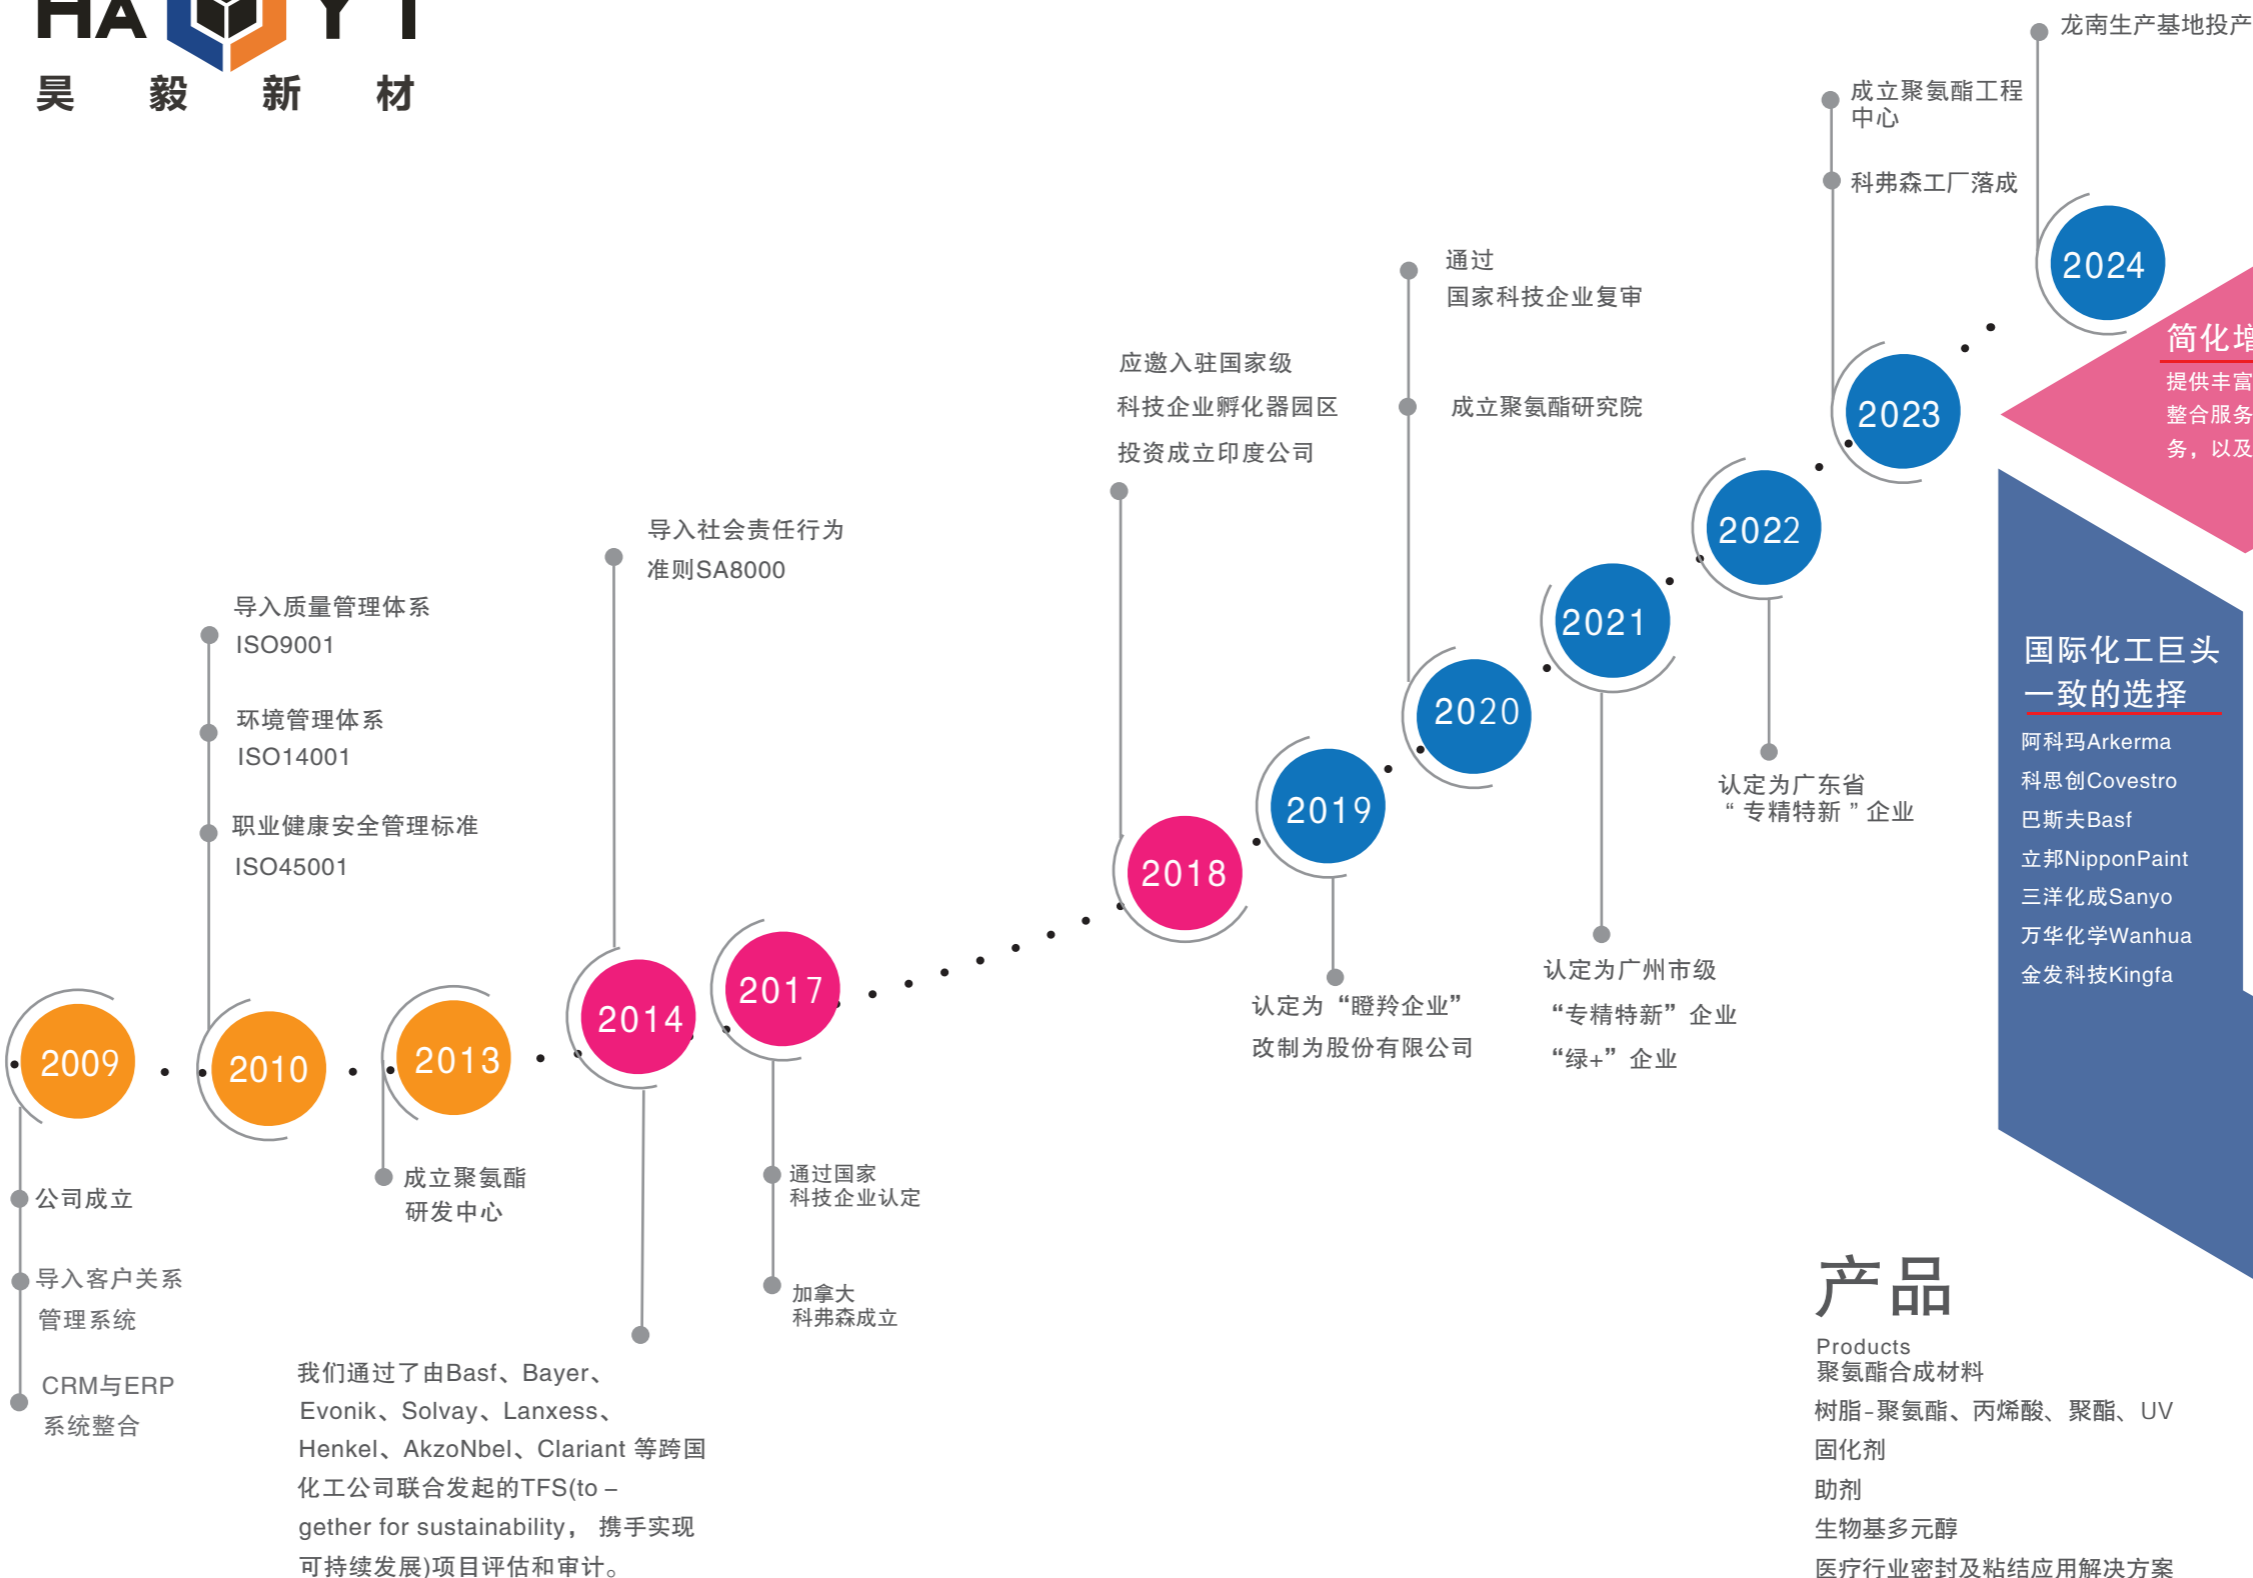 HA YI
昊毅新材
龙南生产基地投产
成立聚氨酯工程
中心
科弗森工厂落成
2024
通过
国家科技企业复审
成立聚氨酯研究院
2023
应邀入驻国家级
科技企业孵化器园区
投资成立印度公司
2022
导入社会责任行为
准则SA8000
2021
导入质量管理体系
ISO9001
环境管理体系
ISO14001
职业健康安全管理标准
ISO45001
2020
认定为广东省
“ 专精特新 ” 企业
2019
2018
认定为“瞪羚企业”
改制为股份有限公司
认定为广州市级
“专精特新” 企业
“绿+” 企业
2017
2014
2013
2010
2009
公司成立
导入客户关系
管理系统
CRM与ERP
系统整合
成立聚氨酯
研发中心
通过国家
科技企业认定
加拿大
科弗森成立
我们通过了由Basf、Bayer、
Evonik、Solvay、Lanxess、
Henkel、AkzoNbel、Clariant 等跨国
化工公司联合发起的TFS(to –
gether for sustainability， 携手实现
可持续发展)项目评估和审计。
简化增
提供丰富
整合服务
务，以及
国际化工巨头
一致的选择
阿科玛Arkerma
科思创Covestro
巴斯夫Basf
立邦NipponPaint
三洋化成Sanyo
万华化学Wanhua
金发科技Kingfa
产品
Products
聚氨酯合成材料
树脂-聚氨酯、丙烯酸、聚酯、UV
固化剂
助剂
生物基多元醇
医疗行业密封及粘结应用解决方案